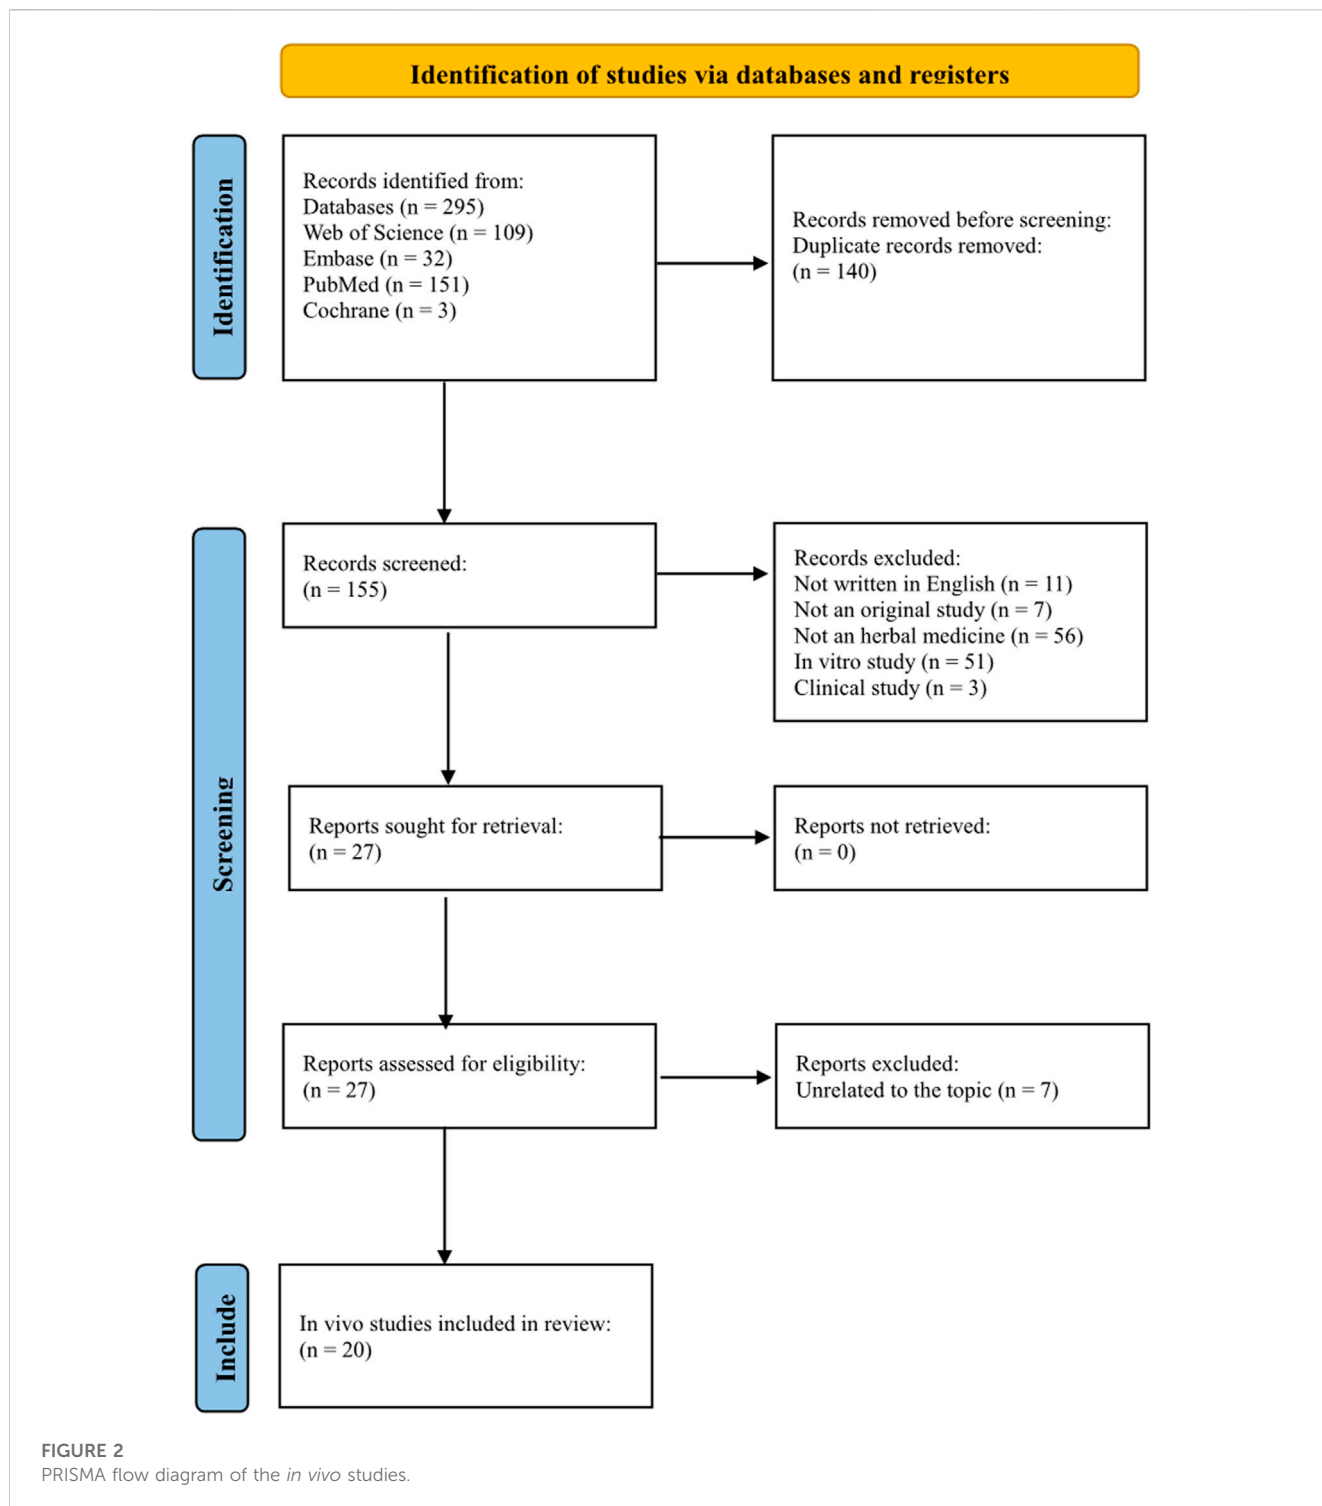 Identification of studies via databases and registers
Identification
Records identified from:
Databases (n = 295)
Web of Science (n = 109)
Embase (n = 32)
PubMed (n = 151)
Cochrane (n = 3)
Records removed before screening:
Duplicate records removed:
(n = 140)
Screening
Records screened:
(n = 155)
Records excluded:
Not written in English (n = 11)
Not an original study (n = 7)
Not an herbal medicine (n = 56)
In vitro study (n = 51)
Clinical study (n = 3)
Reports sought for retrieval:
(n = 27)
Reports not retrieved:
(n = 0)
Reports assessed for eligibility:
(n = 27)
Reports excluded:
Unrelated to the topic (n = 7)
Include
In vivo studies included in review:
(n = 20)
FIGURE 2
PRISMA flow diagram of the in vivo studies.